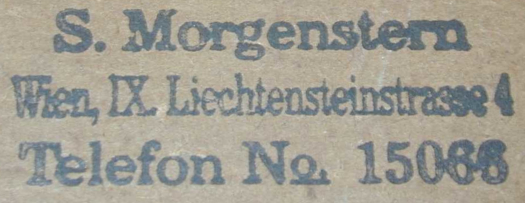 S. Morgenstern
Wien, IX. Liechtensteinstrasse 4
Telefon No. 15066